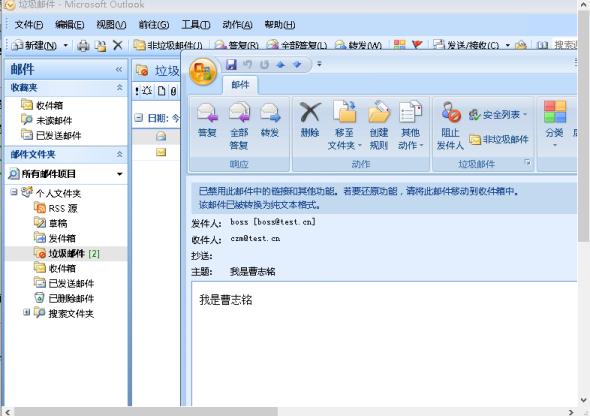 垃圾邮件 - Microsoft Outlook
文件(F) 编辑(E) 视图(V) 前往(G) 工具(T) 动作(A) 帮助(H)
新建(N) 非垃圾邮件(J) 答复(R) 全部答复(L) 转发(W) 发送/接收(C) 搜索
邮件
收藏夹
收件箱
未读邮件
已发送邮件
邮件文件夹
所有邮件项目
个人文件夹
RSS 源
草稿
发件箱
垃圾邮件 [2]
收件箱
已发送邮件
已删除邮件
搜索文件夹
垃圾
日期: 今
邮件
答复 全部答复 转发 删除 移至文件夹 创建规则 其他动作 阻止发件人 安全列表 非垃圾邮件 分类
响应 动作 垃圾邮件
已禁用此邮件中的链接和其他功能。若要还原功能，请将此邮件移动到收件箱中。
该邮件已被转换为纯文本格式。
发件人: boss [boss@test.cn]
收件人: czm@test.cn
抄送:
主题: 我是曹志铭
我是曹志铭